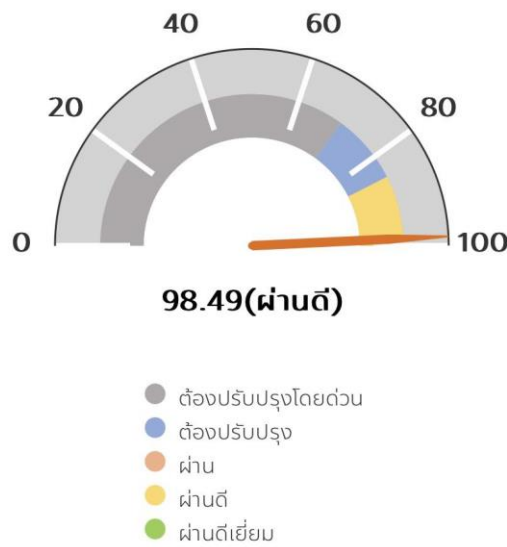 40
60
20
80
0
100
98.49(ผ่านดี)
ต้องปรับปรุงโดยด่วน
ต้องปรับปรุง
ผ่าน
ผ่านดี
ผ่านดีเยี่ยม